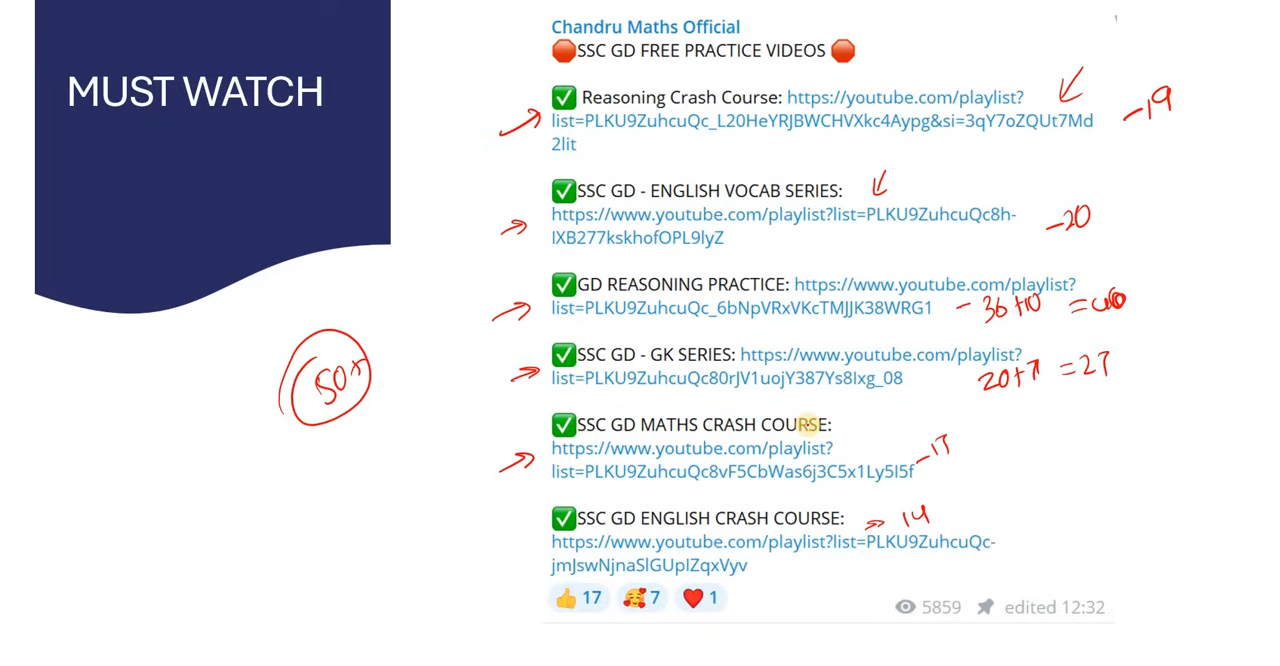 MUST WATCH
Chandru Maths Official
🛑SSC GD FREE PRACTICE VIDEOS 🛑
✅ Reasoning Crash Course: https://youtube.com/playlist?
list=PLKU9ZuhcuQc_L20HeYRJBWCHVXkc4Aypg&si=3qY7oZQUt7Md
2lit
-19
✅SSC GD - ENGLISH VOCAB SERIES:
https://www.youtube.com/playlist?list=PLKU9ZuhcuQc8h-
IXB277kskhofOPL9lyZ
-20
✅GD REASONING PRACTICE: https://www.youtube.com/playlist?
list=PLKU9ZuhcuQc_6bNpVRxVKcTMJJK38WRG1
- 36+10 =46
✅SSC GD - GK SERIES: https://www.youtube.com/playlist?
list=PLKU9ZuhcuQc80rJV1uojY387Ys8Ixg_08
20+7 =27
✅SSC GD MATHS CRASH COURSE:
https://www.youtube.com/playlist?
list=PLKU9ZuhcuQc8vF5CbWas6j3C5x1Ly5I5f
✅SSC GD ENGLISH CRASH COURSE:
14
https://www.youtube.com/playlist?list=PLKU9ZuhcuQc-
jmJswNjnaSlGUpIZqxVyv
👍 17 🥰 7 ❤️ 1
5859 edited 12:32